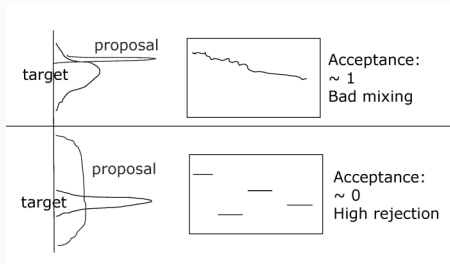 proposal
target
Acceptance:
~ 1
Bad mixing
proposal
target
Acceptance:
~ 0
High rejection